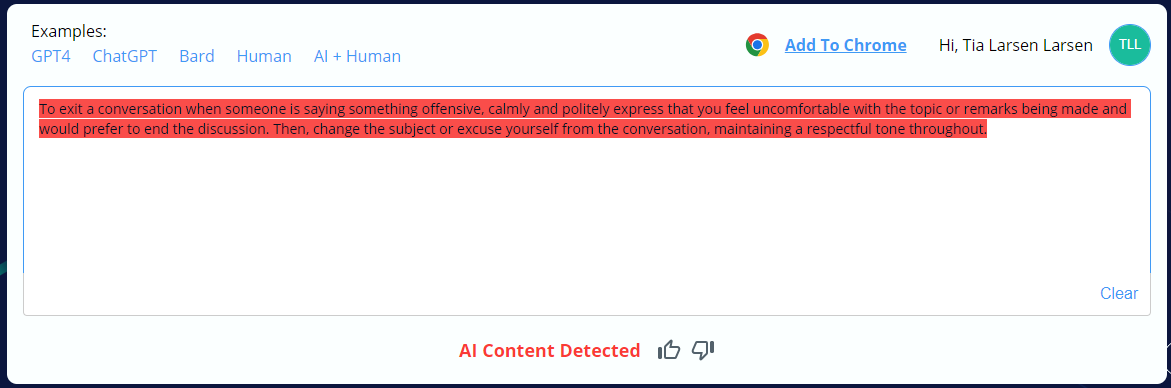 Examples:
GPT4 ChatGPT Bard Human AI + Human
Add To Chrome Hi, Tia Larsen Larsen TLL
To exit a conversation when someone is saying something offensive, calmly and politely express that you feel uncomfortable with the topic or remarks being made and
would prefer to end the discussion. Then, change the subject or excuse yourself from the conversation, maintaining a respectful tone throughout.
Clear
AI Content Detected